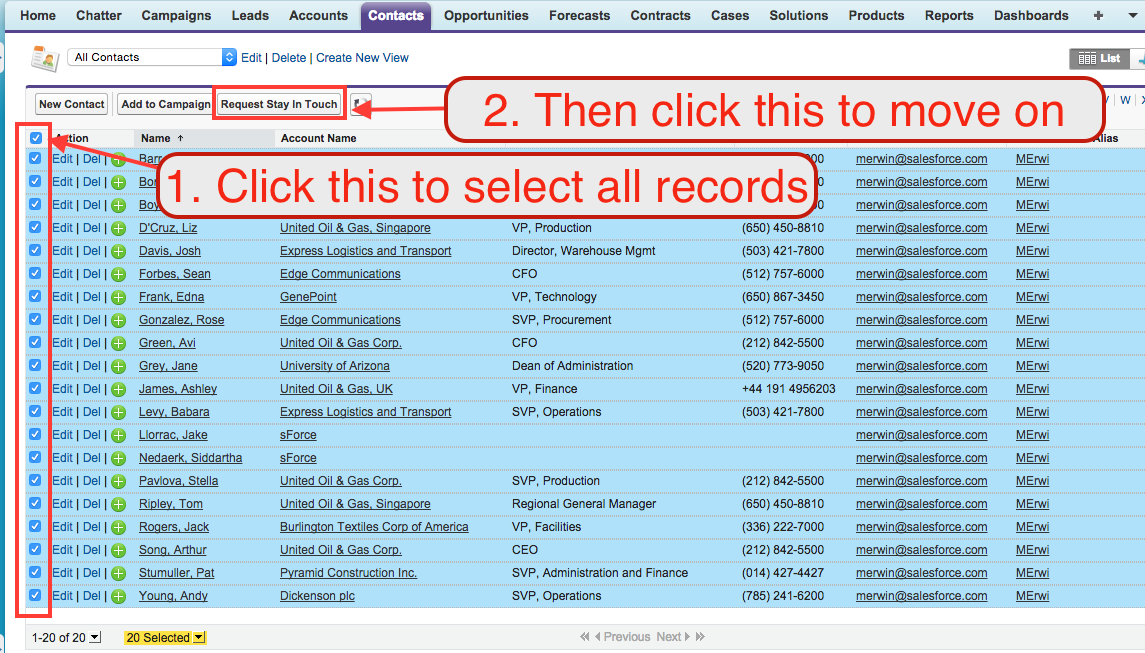 Home Chatter Campaigns Leads Accounts Contacts Opportunities Forecasts Contracts Cases Solutions Products Reports Dashboards +
All Contacts Edit | Delete | Create New View List
New Contact Add to Campaign Request Stay In Touch 2. Then click this to move on W
Action Name Account Name Alias
Edit | Del | Barr 00 merwin@salesforce.com MErwi
1. Click this to select all records
Edit | Del | 0 merwin@salesforce.com MErwi
Edit | Del | Boy 0 merwin@salesforce.com MErwi
Edit | Del | D'Cruz, Liz United Oil & Gas, Singapore VP, Production (650) 450-8810 merwin@salesforce.com MErwi
Edit | Del | Davis, Josh Express Logistics and Transport Director, Warehouse Mgmt (503) 421-7800 merwin@salesforce.com MErwi
Edit | Del | Forbes, Sean Edge Communications CFO (512) 757-6000 merwin@salesforce.com MErwi
Edit | Del | Frank, Edna GenePoint VP, Technology (650) 867-3450 merwin@salesforce.com MErwi
Edit | Del | Gonzalez, Rose Edge Communications SVP, Procurement (512) 757-6000 merwin@salesforce.com MErwi
Edit | Del | Green, Avi United Oil & Gas Corp. CFO (212) 842-5500 merwin@salesforce.com MErwi
Edit | Del | Grey, Jane University of Arizona Dean of Administration (520) 773-9050 merwin@salesforce.com MErwi
Edit | Del | James, Ashley United Oil & Gas, UK VP, Finance +44 191 4956203 merwin@salesforce.com MErwi
Edit | Del | Levy, Babara Express Logistics and Transport SVP, Operations (503) 421-7800 merwin@salesforce.com MErwi
Edit | Del | Llorrac, Jake sForce merwin@salesforce.com MErwi
Edit | Del | Nedaerk, Siddartha sForce merwin@salesforce.com MErwi
Edit | Del | Pavlova, Stella United Oil & Gas Corp. SVP, Production (212) 842-5500 merwin@salesforce.com MErwi
Edit | Del | Ripley, Tom United Oil & Gas, Singapore Regional General Manager (650) 450-8810 merwin@salesforce.com MErwi
Edit | Del | Rogers, Jack Burlington Textiles Corp of America VP, Facilities (336) 222-7000 merwin@salesforce.com MErwi
Edit | Del | Song, Arthur United Oil & Gas Corp. CEO (212) 842-5500 merwin@salesforce.com MErwi
Edit | Del | Stumuller, Pat Pyramid Construction Inc. SVP, Administration and Finance (014) 427-4427 merwin@salesforce.com MErwi
Edit | Del | Young, Andy Dickenson plc SVP, Operations (785) 241-6200 merwin@salesforce.com MErwi
1-20 of 20 20 Selected Previous Next